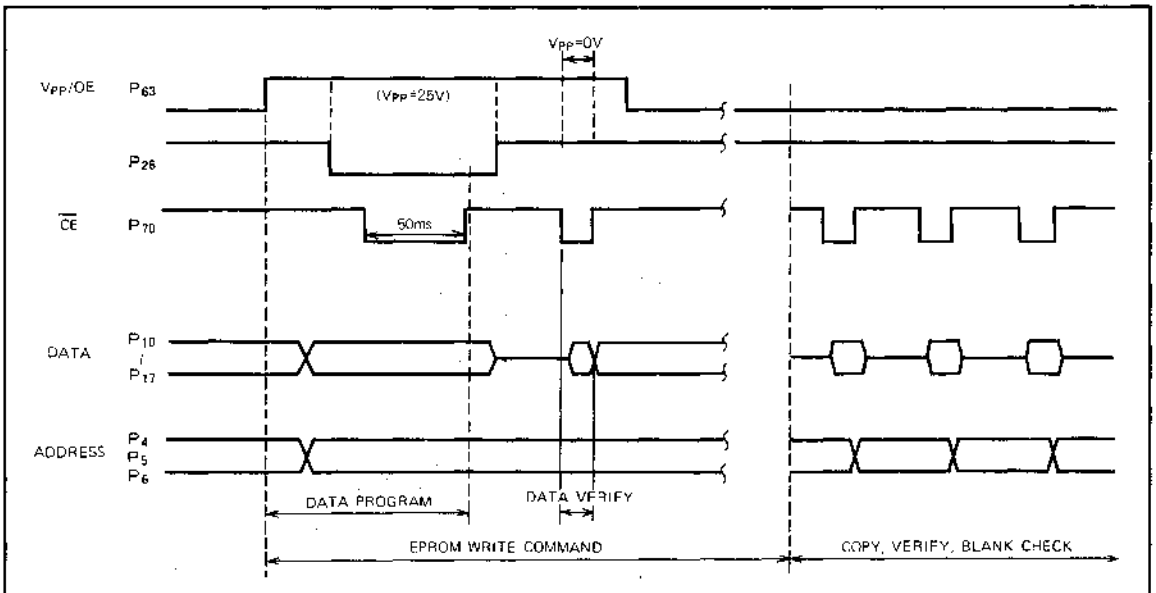 VPP=0V
VPP/OE P63 (VPP=25V)
P26
CE P70 50ms
P10
DATA ⁄
P17
P4
ADDRESS P5
P6
DATA PROGRAM DATA VERIFY
EPROM WRITE COMMAND COPY, VERIFY, BLANK CHECK